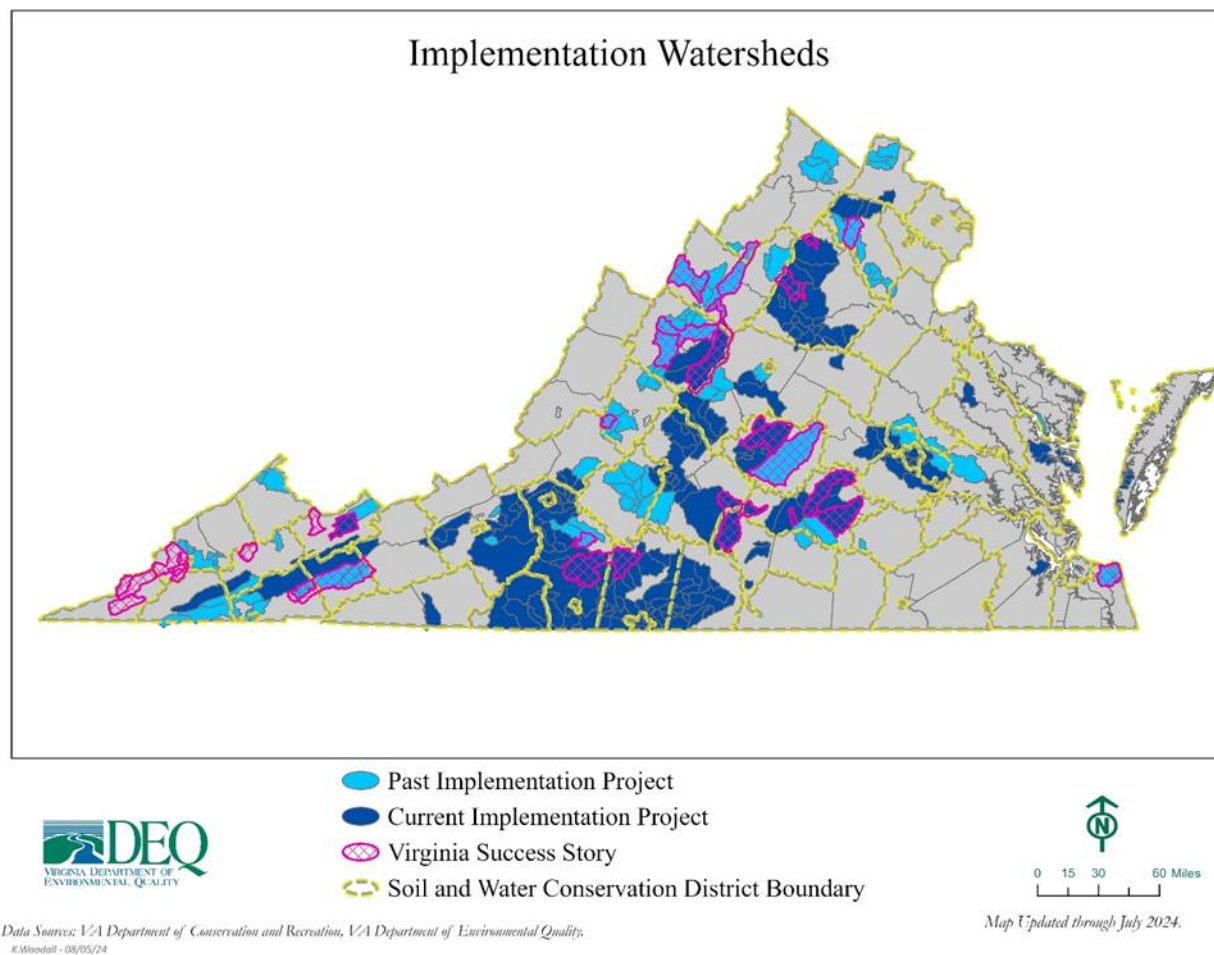 Implementation Watersheds
Past Implementation Project
Current Implementation Project
Virginia Success Story
Soil and Water Conservation District Boundary
DEQ
VIRGINIA DEPARTMENT OF
ENVIRONMENTAL QUALITY
N
0 15 30 60 Miles
Map Updated through July 2024.
Data Sources: VA Department of Conservation and Recreation, VA Department of Environmental Quality.
K.Woodall - 08/05/24